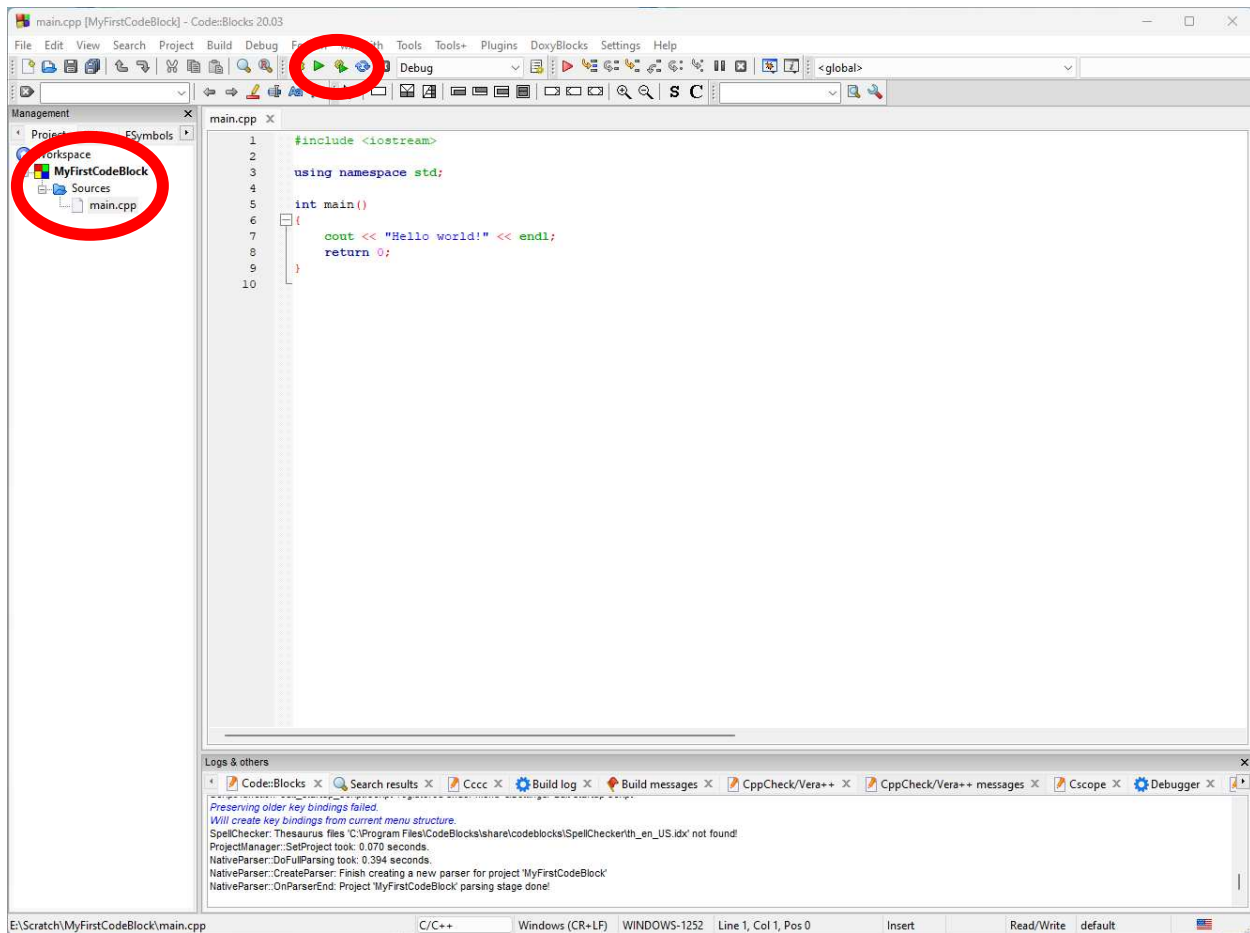 main.cpp [MyFirstCodeBlock] - Code::Blocks 20.03
File Edit View Search Project Build Debug Tools Tools+ Plugins DoxyBlocks Settings Help
Debug <global>
S C
Management
main.cpp
FSymbols
Workspace
MyFirstCodeBlock
Sources
main.cpp
1 #include <iostream>
2
3 using namespace std;
4
5 int main()
6 {
7 cout << "Hello world!" << endl;
8 return 0;
9 }
10
Logs & others
Code::Blocks Search results Cccc Build log Build messages CppCheck/Vera++ CppCheck/Vera++ messages Cscope Debugger
Preserving older key bindings failed.
Will create key bindings from current menu structure.
SpellChecker: Thesaurus files 'C:\Program Files\CodeBlocks\share\codeblocks\SpellChecker\th_en_US.idx' not found!
ProjectManager::SetProject took: 0.070 seconds.
NativeParser::DoFullParsing took: 0.394 seconds.
NativeParser::CreateParser: Finish creating a new parser for project 'MyFirstCodeBlock'
NativeParser::OnParserEnd: Project 'MyFirstCodeBlock' parsing stage done!
E:\Scratch\MyFirstCodeBlock\main.cpp C/C++ Windows (CR+LF) WINDOWS-1252 Line 1, Col 1, Pos 0 Insert Read/Write default